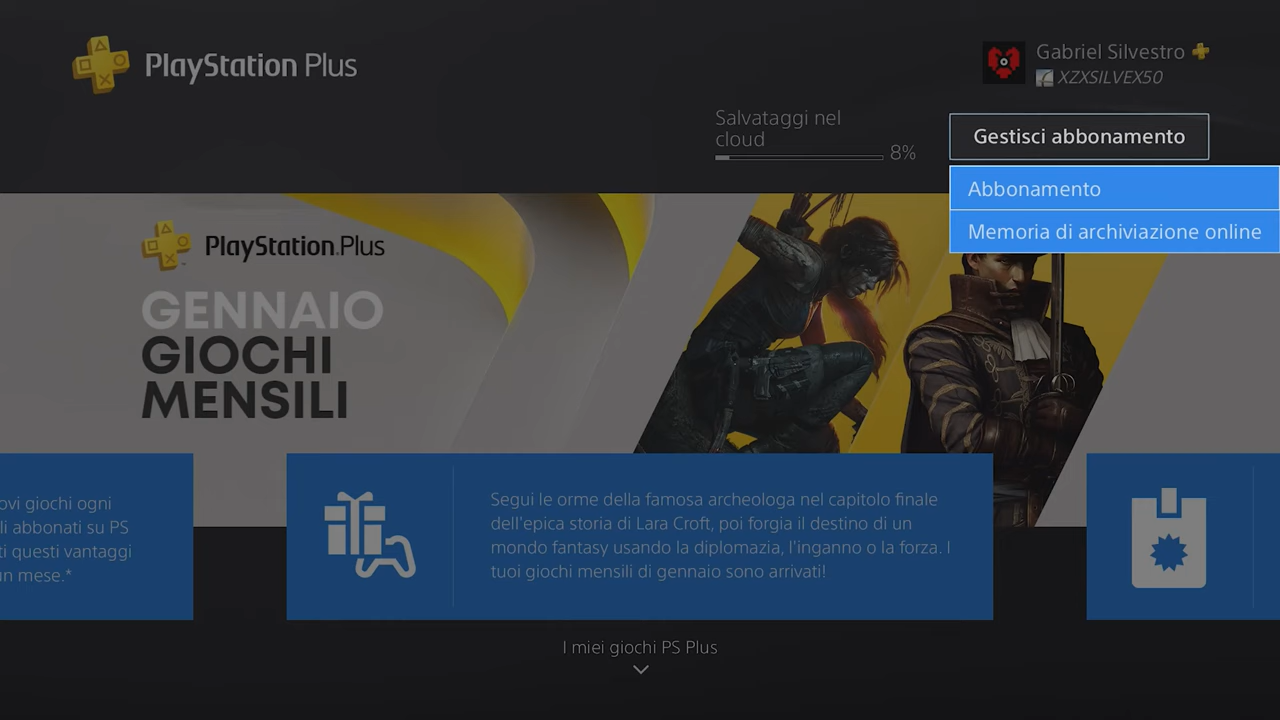 PlayStation Plus
Gabriel Silvestro
XZXSILVEX50
Salvataggi nel
cloud
8%
Gestisci abbonamento
Abbonamento
Memoria di archiviazione online
PlayStation.Plus
GENNAIO
GIOCHI
MENSILI
ovi giochi ogni
li abbonati su PS
ti questi vantaggi
un mese.*
Segui le orme della famosa archeologa nel capitolo finale
dell'epica storia di Lara Croft, poi forgia il destino di un
mondo fantasy usando la diplomazia, l'inganno o la forza. I
tuoi giochi mensili di gennaio sono arrivati!
I miei giochi PS Plus